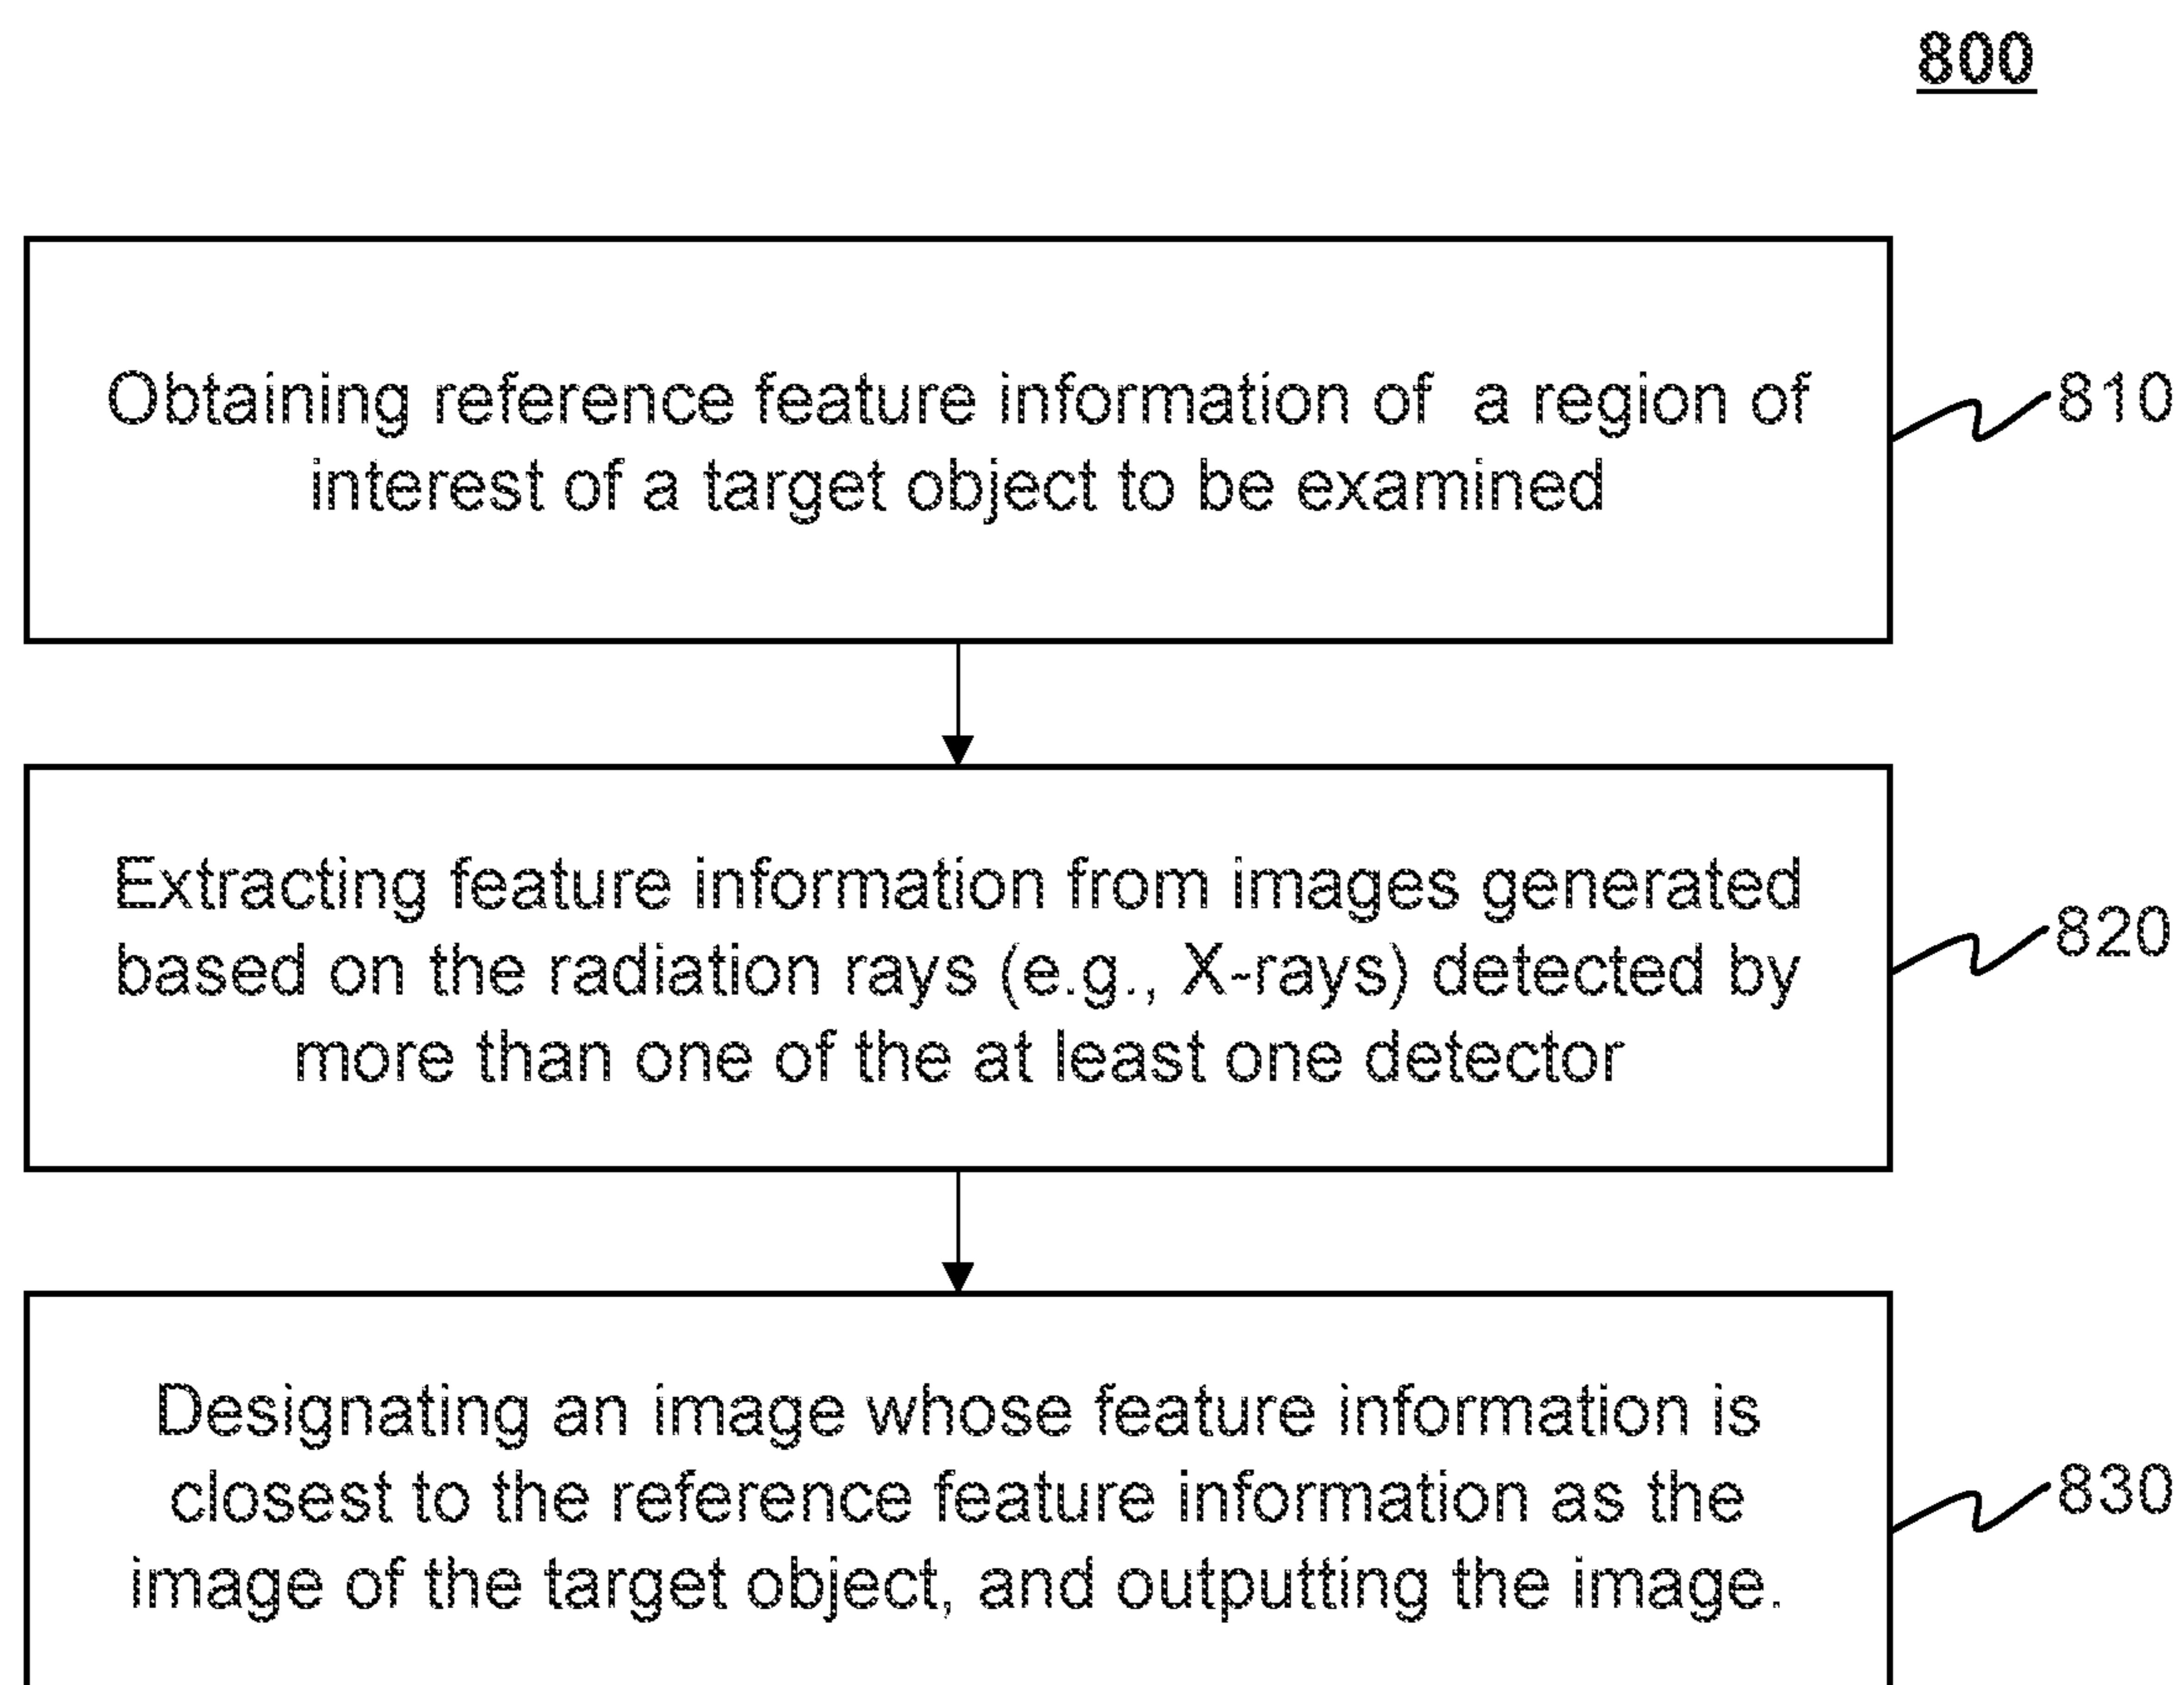 800
Obtaining reference feature information of a region of
interest of a target object to be examined
810
Extracting feature information from images generated
based on the radiation rays (e.g., X-rays) detected by
more than one of the at least one detector
820
Designating an image whose feature information is
closest to the reference feature information as the
image of the target object, and outputting the image.
830